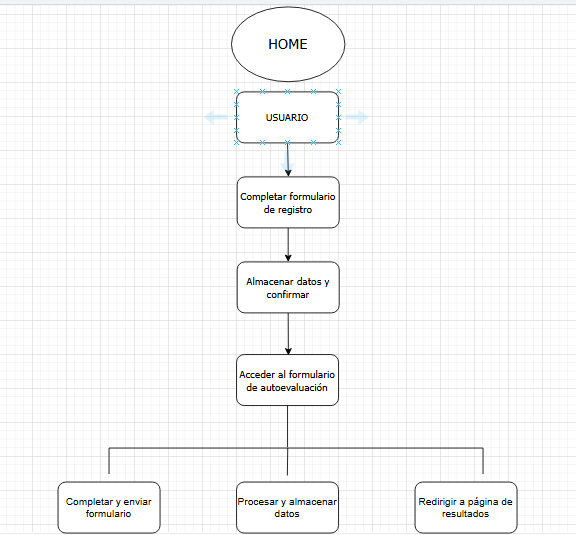 HOME
USUARIO
Completar formulario
de registro
Almacenar datos y
confirmar
Acceder al formulario
de autoevaluación
Completar y enviar
formulario
Procesar y almacenar
datos
Redirigir a página de
resultados